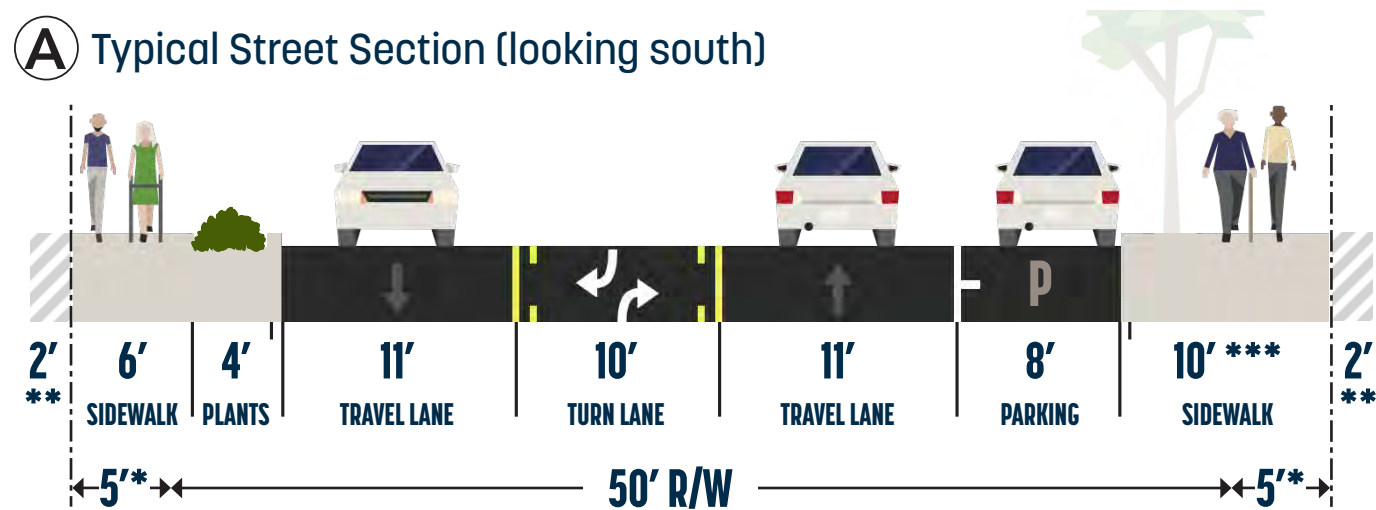 A Typical Street Section (looking south)
P
2' 6' 4' 11' 10' 11' 8' 10' *** 2'
** SIDEWALK PLANTS TRAVEL LANE TURN LANE TRAVEL LANE PARKING SIDEWALK **
5'* 50' R/W 5'*